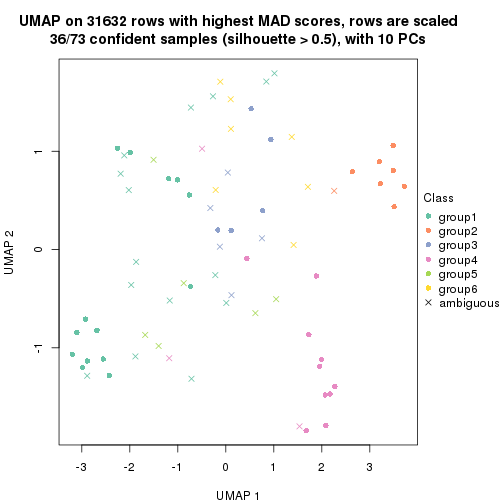 UMAP on 31632 rows with highest MAD scores, rows are scaled
36/73 confident samples (silhouette > 0.5), with 10 PCs
1
0
-1
UMAP 2
-3
-2
-1
0
1
2
3
UMAP 1
Class
group1
group2
group3
group4
group5
group6
ambiguous